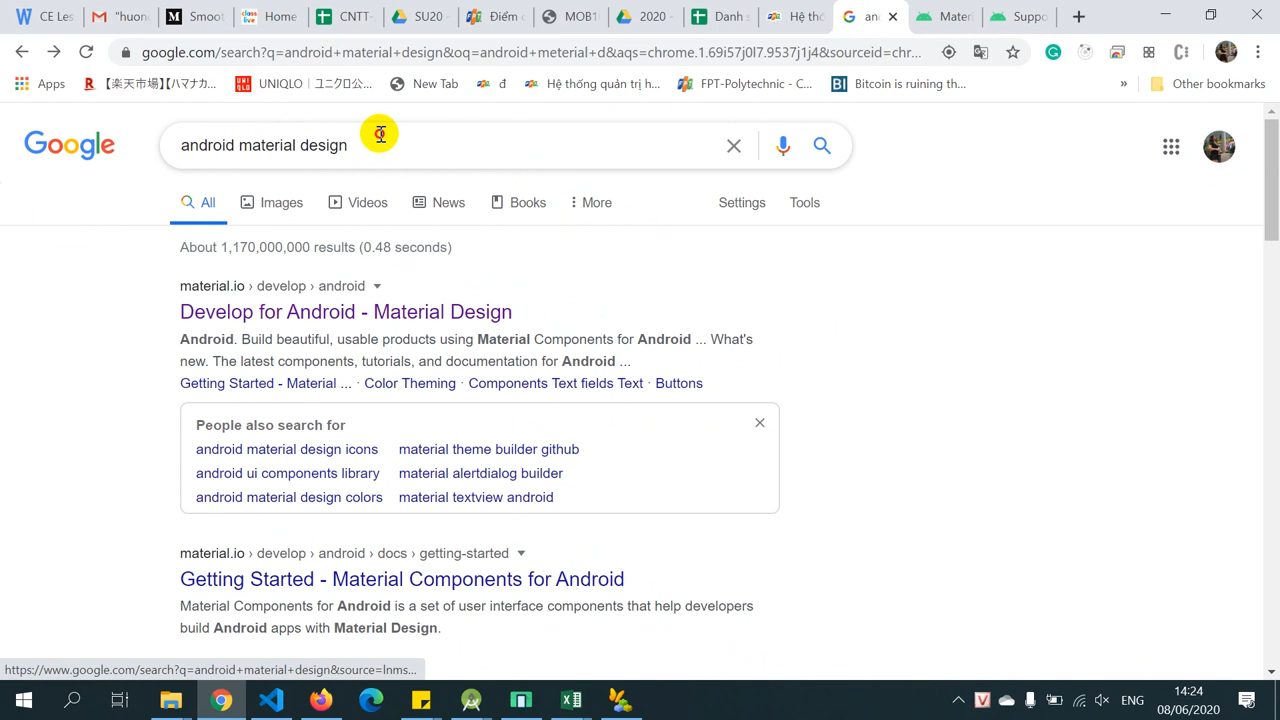 CE Les
"huon
Smoot
Home
CNTT-
SU20
Điểm c
MOB1
2020 -
Danh s
Hệ thố
and
Materi
Suppo
google.com/search?q=android+material+design&oq=android+meterial+d&aqs=chrome.1.69i57j0l7.9537j1j4&sourceid=chr...
Apps
【楽天市場】【ハマナカ...
UNIQLO｜ユニクロ公...
New Tab
đ
Hệ thống quản trị h...
FPT-Polytechnic - C...
Bitcoin is ruining th...
»
Other bookmarks
Google
android material design
All
Images
Videos
News
Books
More
Settings
Tools
About 1,170,000,000 results (0.48 seconds)
material.io › develop › android
Develop for Android - Material Design
Android. Build beautiful, usable products using Material Components for Android ... What's
new. The latest components, tutorials, and documentation for Android ...
Getting Started - Material ... · Color Theming · Components Text fields Text · Buttons
People also search for
android material design icons
material theme builder github
android ui components library
material alertdialog builder
android material design colors
material textview android
material.io › develop › android › docs › getting-started
Getting Started - Material Components for Android
Material Components for Android is a set of user interface components that help developers
build Android apps with Material Design.
https://www.google.com/search?q=android+material+design&source=lnms...
ENG
14:24
08/06/2020